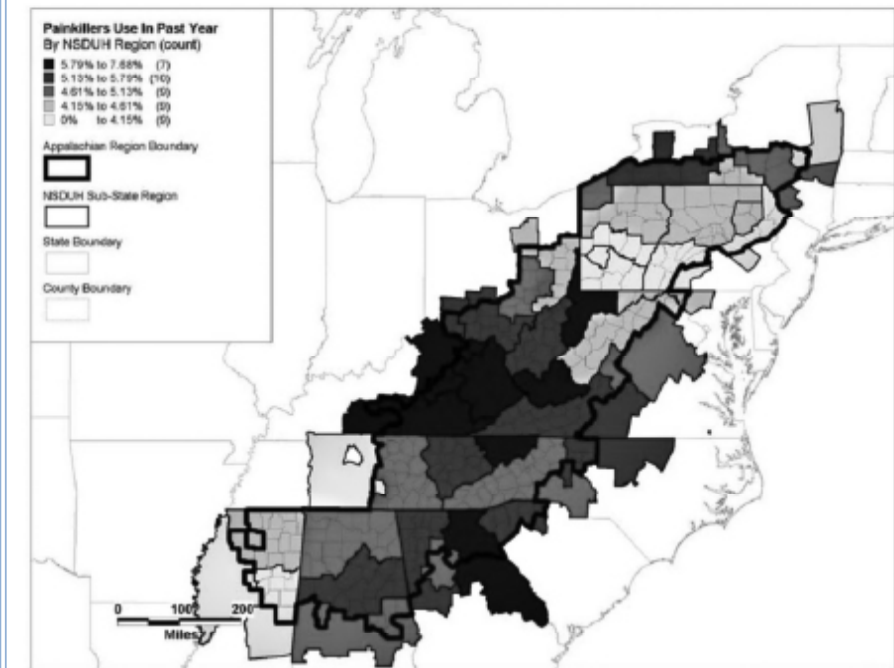 Painkillers Use In Past Year
By NSDUH Region (count)
5.79% to 7.68% (7)
5.13% to 5.79% (10)
4.61% to 5.13% (9)
4.15% to 4.61% (9)
0% to 4.15% (9)
Appalachian Region Boundary
NSDUH Sub-State Region
State Boundary
County Boundary
0 100 200
Miles